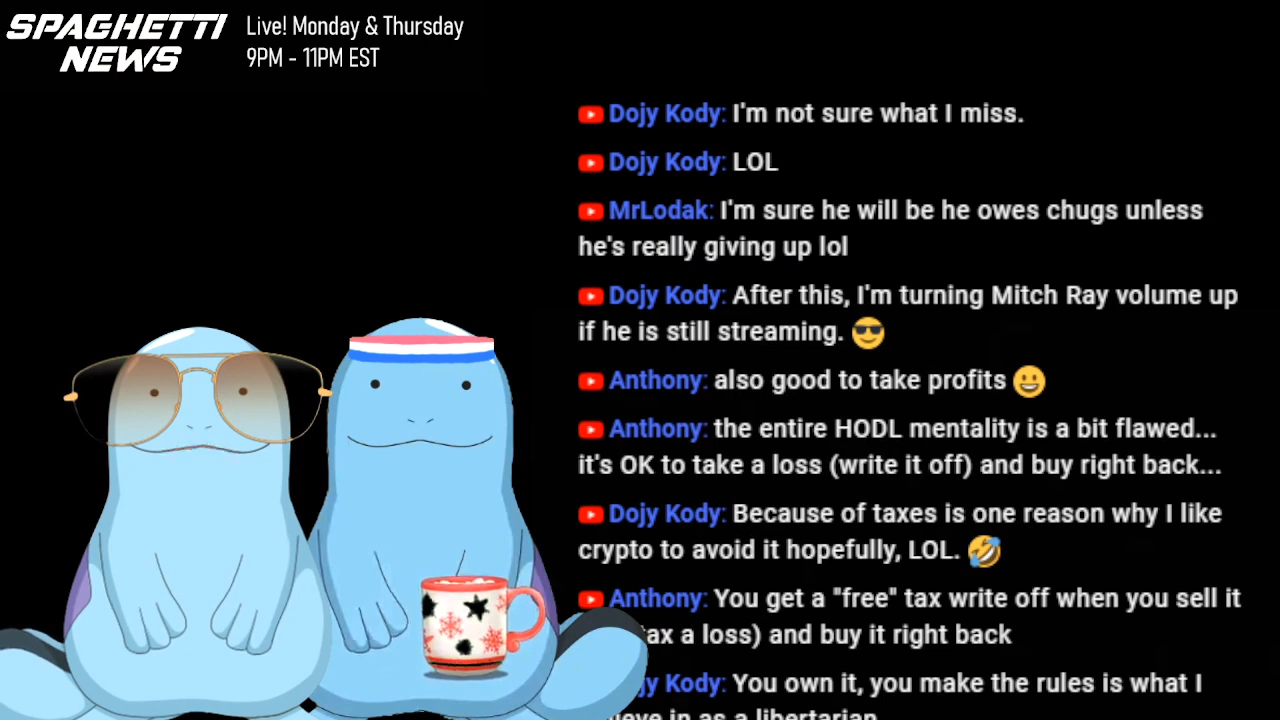 SPAGHETTI
NEWS
Live! Monday & Thursday
9PM - 11PM EST
Dojy Kody: I'm not sure what I miss.
Dojy Kody: LOL
MrLodak: I'm sure he will be he owes chugs unless
he's really giving up lol
Dojy Kody: After this, I'm turning Mitch Ray volume up
if he is still streaming. 😎
Anthony: also good to take profits 😀
Anthony: the entire HODL mentality is a bit flawed...
it's OK to take a loss (write it off) and buy right back...
Dojy Kody: Because of taxes is one reason why I like
crypto to avoid it hopefully, LOL. 🤣
Anthony: You get a "free" tax write off when you sell it
tax a loss) and buy it right back
Kody: You own it, you make the rules is what I
in as a libertarian